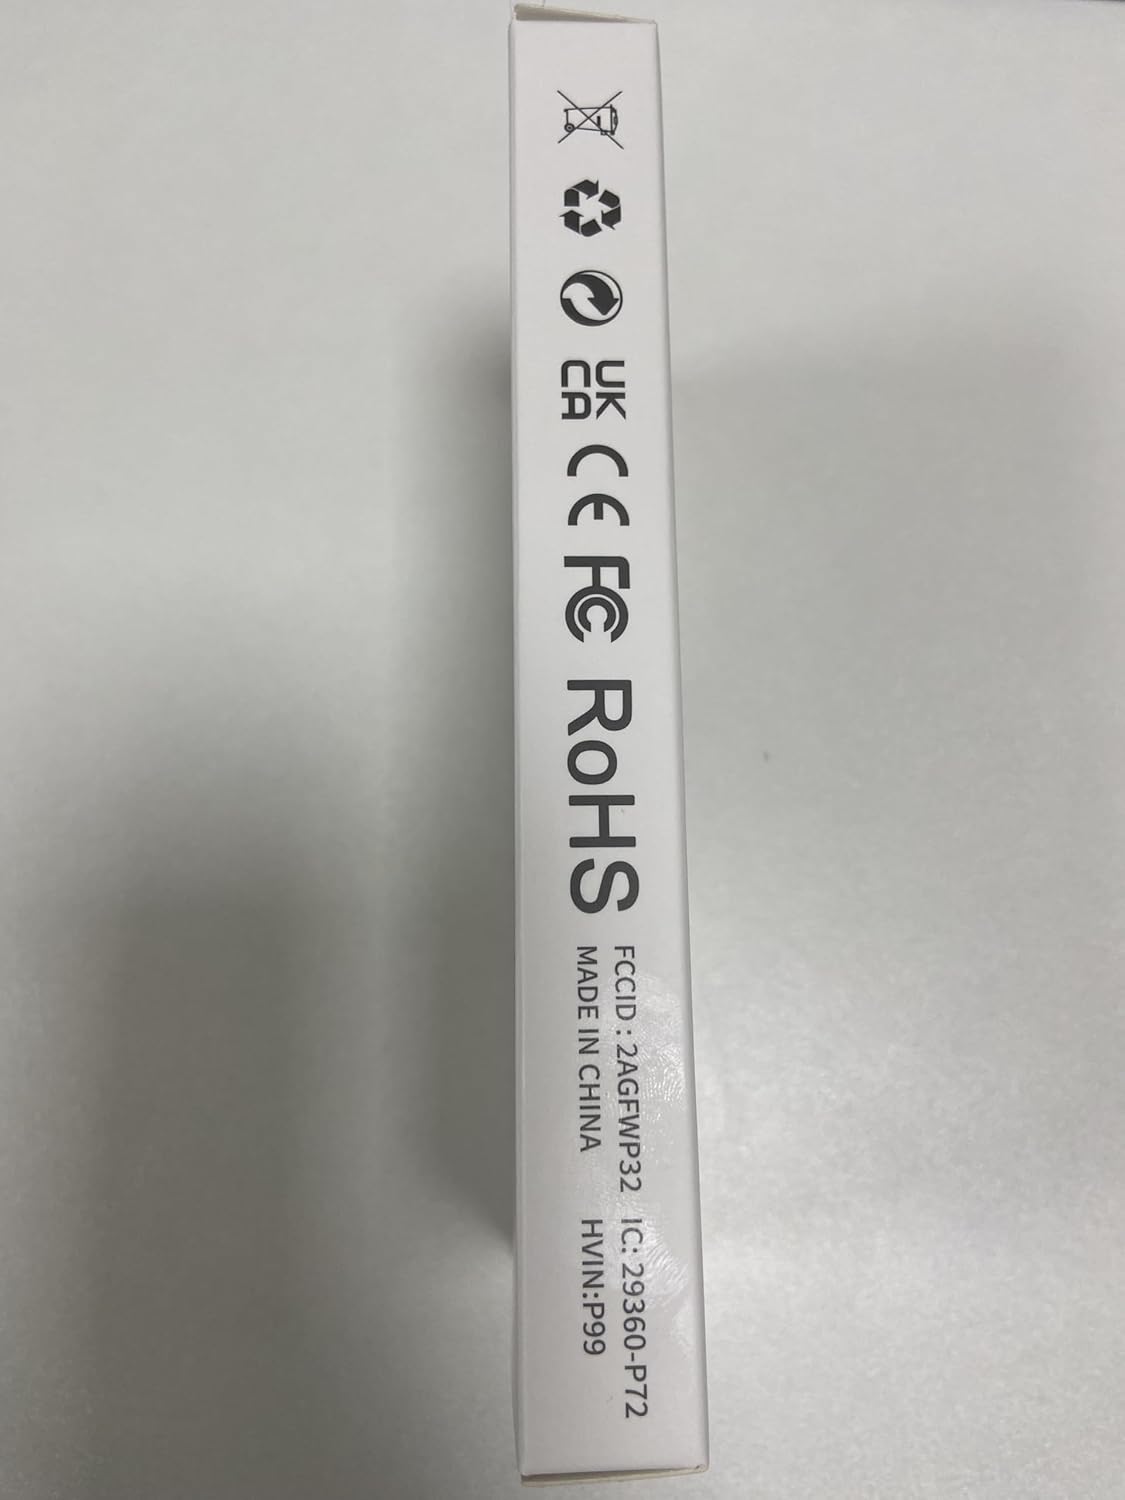 UK
CA
CE
FC
RoHS
FCCID : 2AGFWP32 IC: 29360-P72
MADE IN CHINA HVIN:P99